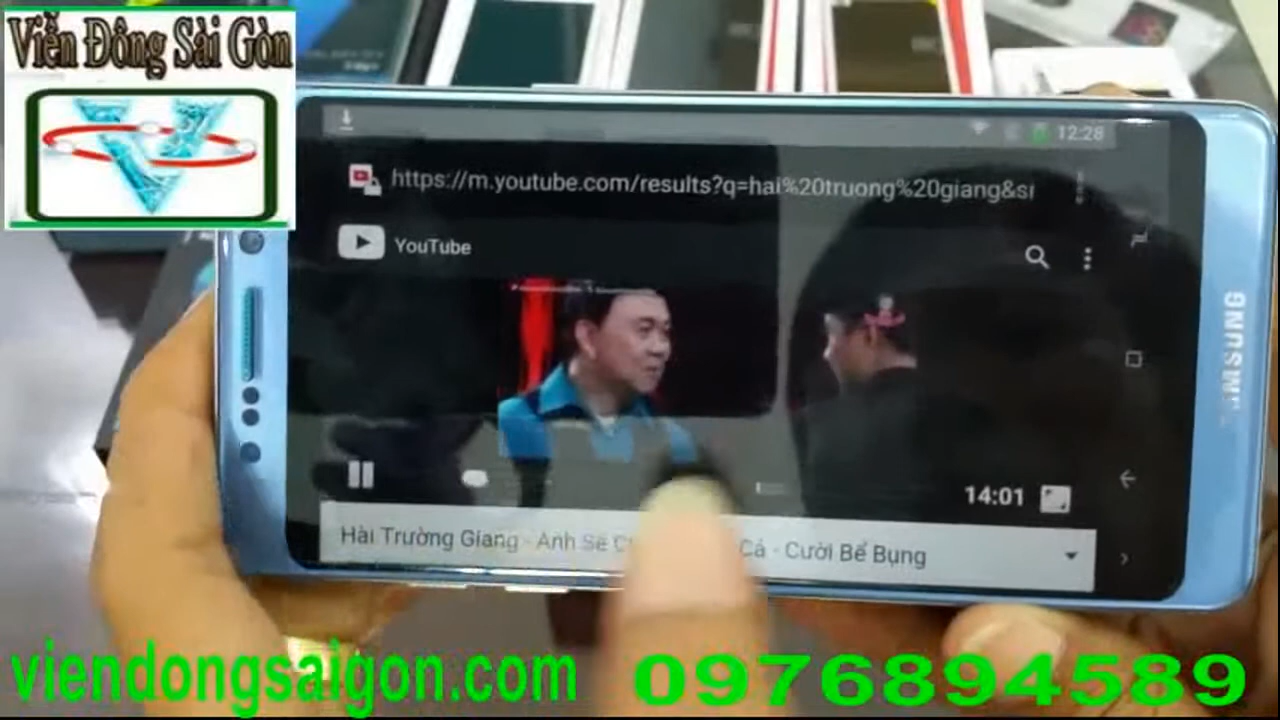 Viễn Đông Sài Gòn
12:28
https://m.youtube.com/results?q=hai%20truong%20giang&si
YouTube
SAMSUNG
14:01
Hài Trường Giang - Anh Sẽ Cá - Cười Bể Bụng
viendongsaigon.com 0976894589